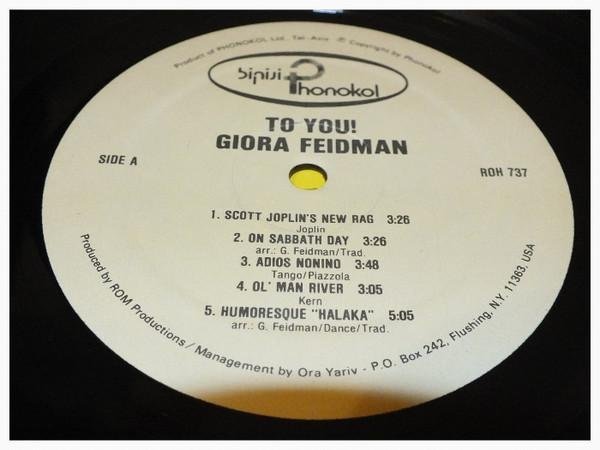 Product of PHONOKOL Ltd., Tel-Aviv ℗ Copyright by Phonokol
Phonokol
TO YOU!
GIORA FEIDMAN
SIDE A
ROH 737
1. SCOTT JOPLIN'S NEW RAG 3:26
Joplin
2. ON SABBATH DAY 3:26
arr.: G. Feidman/Trad.
3. ADIOS NONINO 3:48
Tango/Piazzola
4. OL' MAN RIVER 3:05
Kern
5. HUMORESQUE "HALAKA" 5:05
arr.: G. Feidman/Dance/Trad.
Produced by ROM Productions / Management by Ora Yariv - P.O. Box 242, Flushing, N.Y. 11363, USA